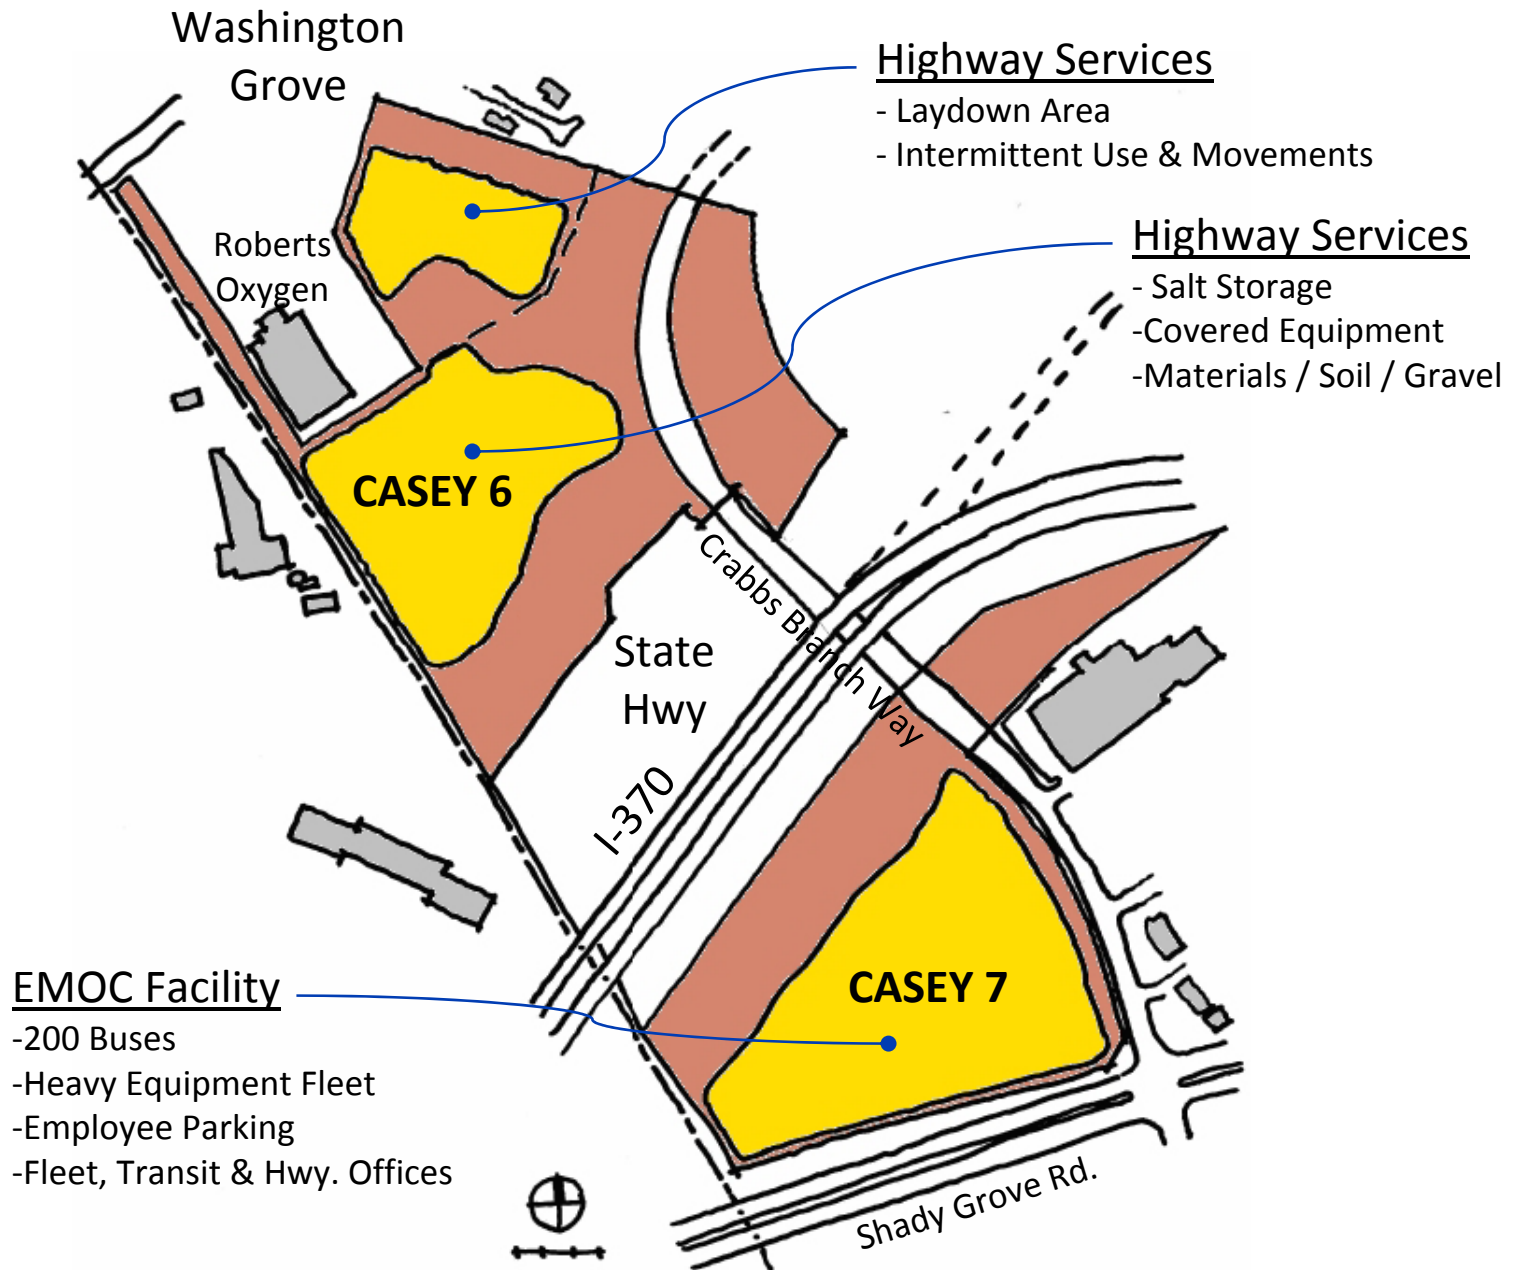 Washington
Grove
Highway Services
- Laydown Area
- Intermittent Use & Movements
Highway Services
- Salt Storage
-Covered Equipment
-Materials / Soil / Gravel
Roberts
Oxygen
CASEY 6
Crabbs Branch Way
State
Hwy
I-370
CASEY 7
EMOC Facility
-200 Buses
-Heavy Equipment Fleet
-Employee Parking
-Fleet, Transit & Hwy. Offices
Shady Grove Rd.